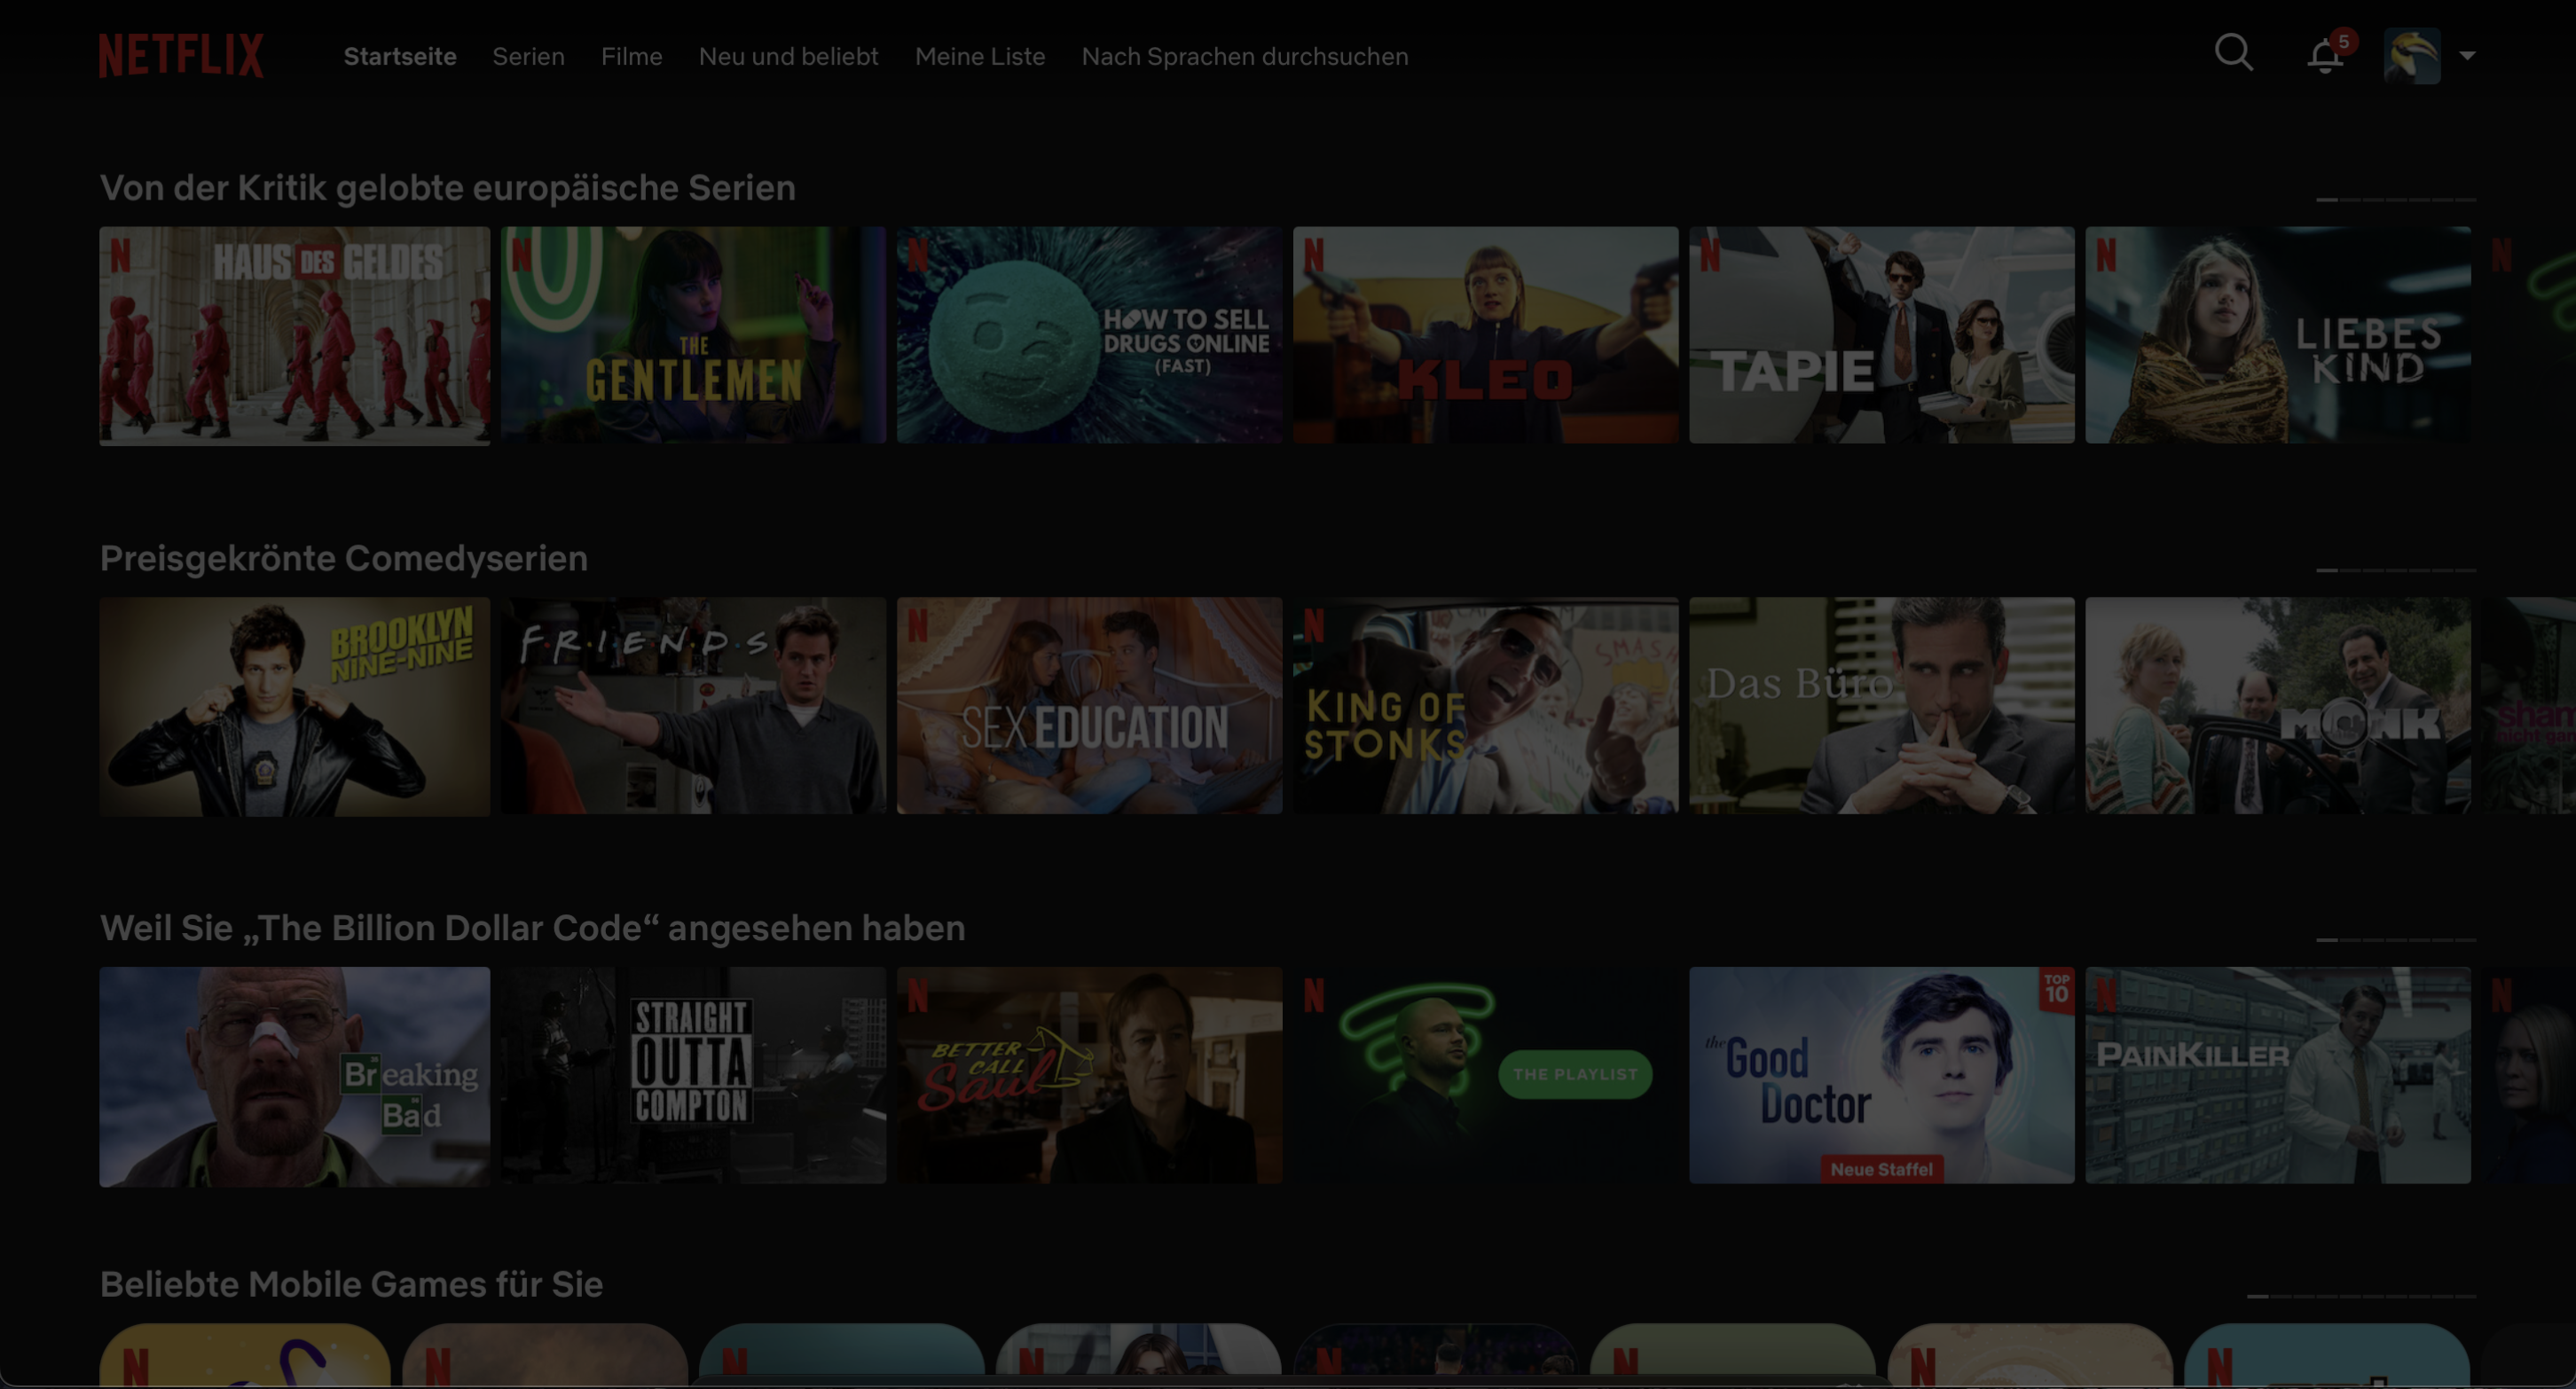 NETFLIX
Startseite
Serien
Filme
Neu und beliebt
Meine Liste
Nach Sprachen durchsuchen
5
Von der Kritik gelobte europäische Serien
N
HAUS DES GELDES
N
THE
GENTLEMEN
N
HOW TO SELL
DRUGS ONLINE
(FAST)
N
KLEO
N
TAPIE
N
LIEBES
KIND
N
Preisgekrönte Comedyserien
BROOKLYN
NINE-NINE
F·R·I·E·N·D·S
N
SEX EDUCATION
N
KING OF
STONKS
SMASH
Das Büro
MONK
Weil Sie „The Billion Dollar Code“ angesehen haben
Breaking
Bad
STRAIGHT
OUTTA
COMPTON
N
BETTER
CALL
Saul
N
THE PLAYLIST
the Good
Doctor
TOP
10
Neue Staffel
N
PAINKILLER
N
Beliebte Mobile Games für Sie
N
N
N
N
N
N
N
N